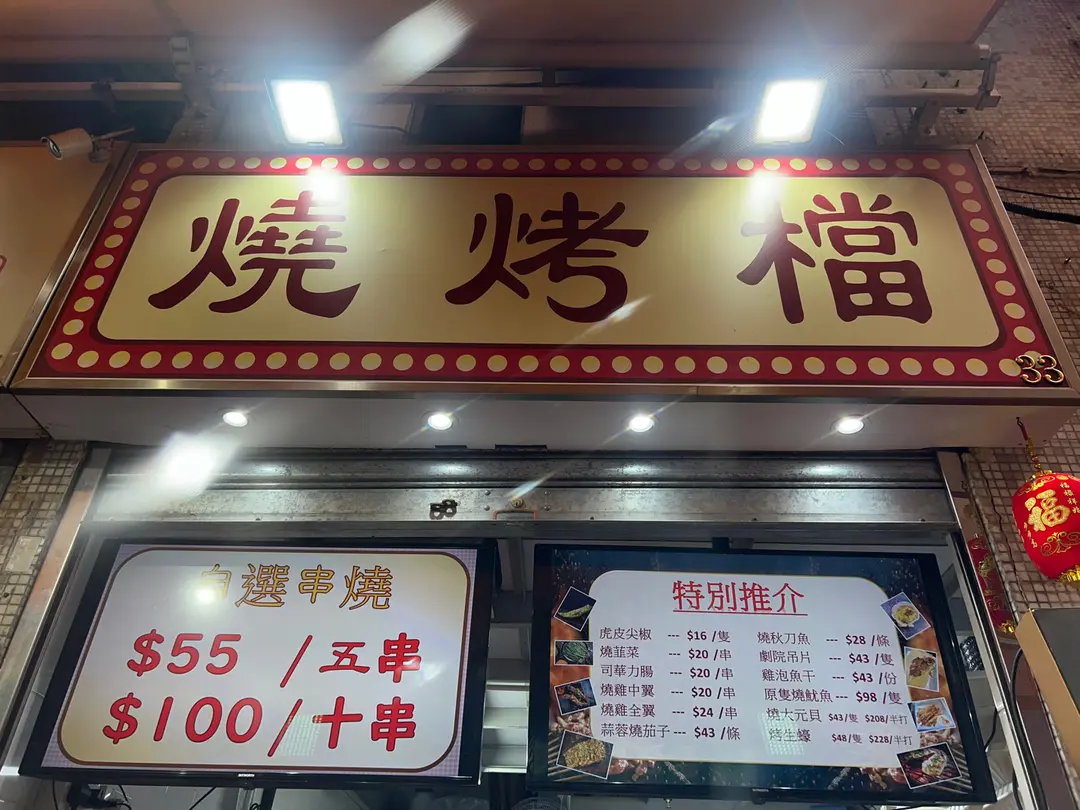 燒烤檔
33
自選串燒
$55 /五串
$100/十串
特別推介
虎皮尖椒 --- $16 /隻
燒韮菜 --- $20 /串
司華力腸 --- $20 /串
燒雞中翼 --- $20 /串
燒雞全翼 --- $24 /串
蒜蓉燒茄子--- $43 /條
燒秋刀魚 --- $28 /條
劇院吊片 --- $43 /隻
雞泡魚干 --- $43 /份
原隻燒魷魚--- $98 /隻
燒大元貝 $43/隻 $208/半打
烤生蠔 $48/隻 $228/半打
福